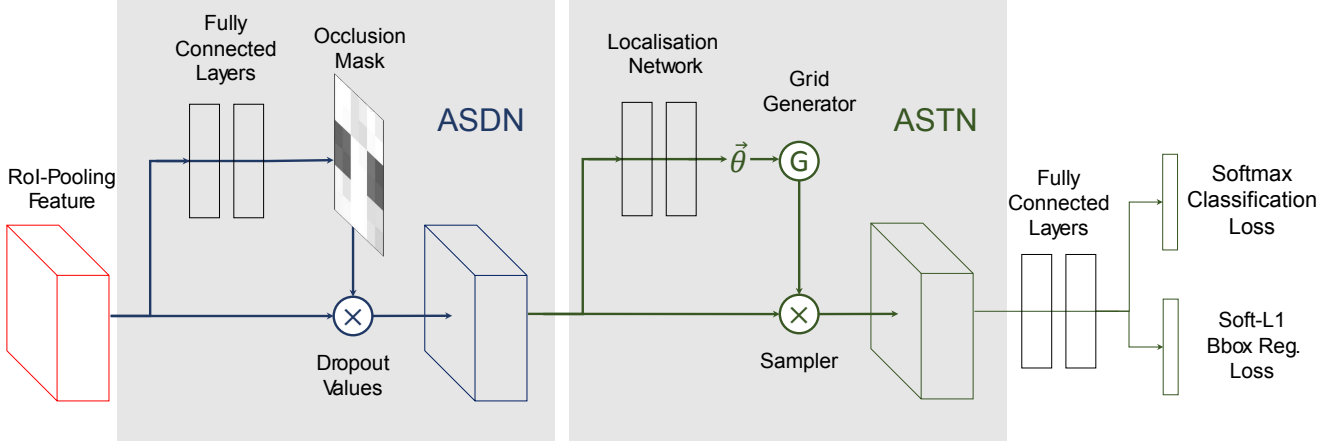 RoI-Pooling
Feature
Fully
Connected
Layers
Occlusion
Mask
ASDN
Dropout
Values
Localisation
Network
θ⃗
Grid
Generator
G
ASTN
Sampler
Fully
Connected
Layers
Softmax
Classification
Loss
Soft-L1
Bbox Reg.
Loss